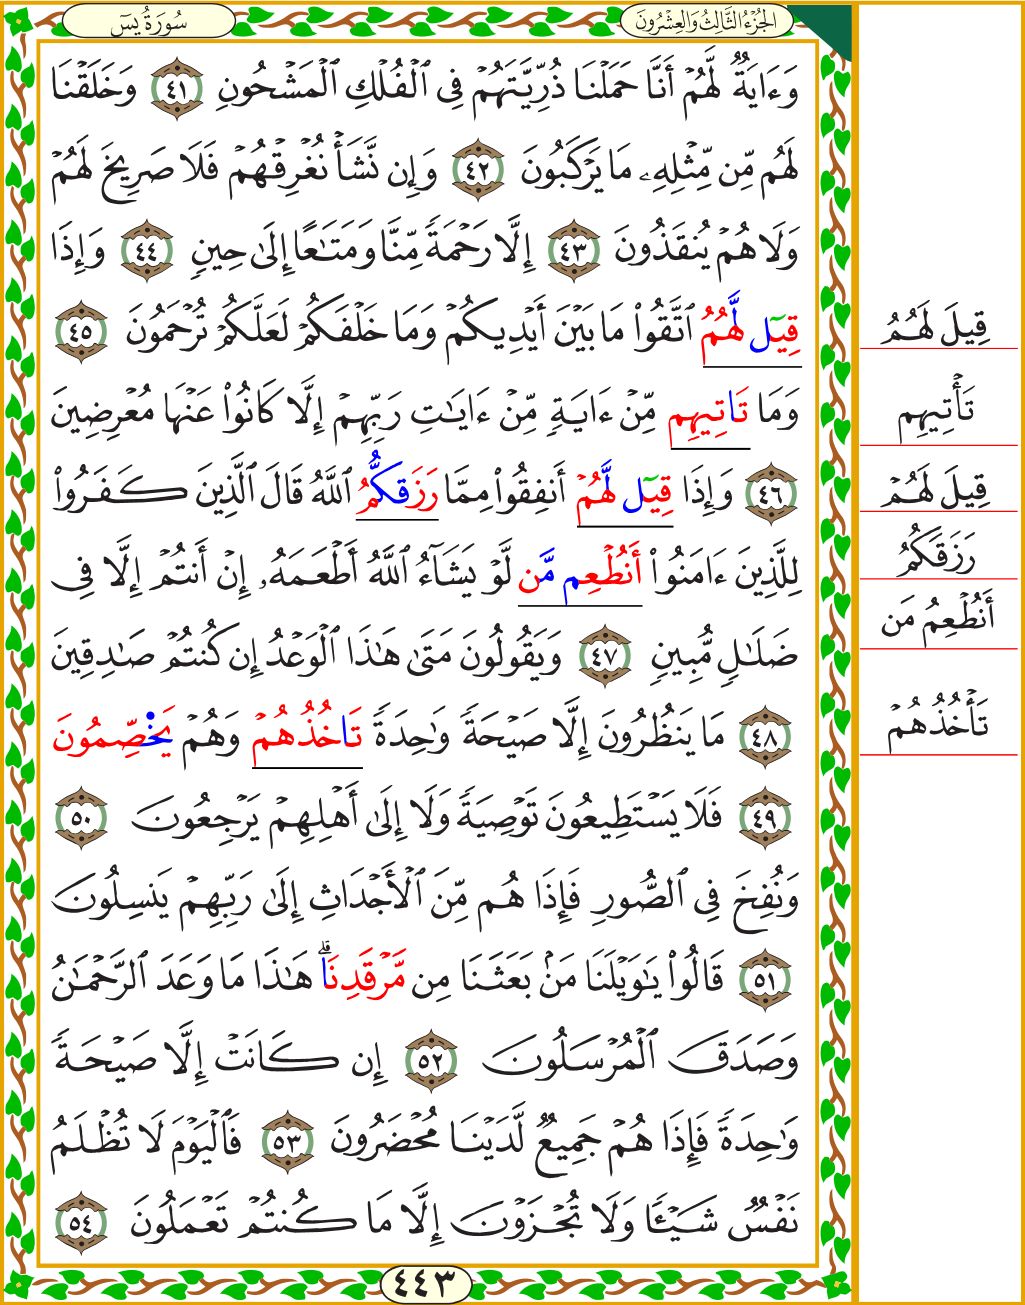 الجُزْءُ الثَّالِثُ وَالعِشْرُونَ
سُورَةُ يسٓ
وَءَايَةٌ لَّهُمْ أَنَّا حَمَلْنَا ذُرِّيَّتَهُمْ فِي ٱلْفُلْكِ ٱلْمَشْحُونِ ٤١ وَخَلَقْنَا
لَهُم مِّن مِّثْلِهِۦ مَا يَرْكَبُونَ ٤٢ وَإِن نَّشَأْ نُغْرِقْهُمْ فَلَا صَرِيخَ لَهُمْ
وَلَا هُمْ يُنقَذُونَ ٤٣ إِلَّا رَحْمَةً مِّنَّا وَمَتَٰعًا إِلَىٰ حِينٍ ٤٤ وَإِذَا
قِيٓل لَّهُمُ ٱتَّقُوا۟ مَا بَيْنَ أَيْدِيكُمْ وَمَا خَلْفَكُمْ لَعَلَّكُمْ تُرْحَمُونَ ٤٥
وَمَا تَاتِيهِم مِّنْ ءَايَةٍ مِّنْ ءَايَٰتِ رَبِّهِمْ إِلَّا كَانُوا۟ عَنْهَا مُعْرِضِينَ
٤٦ وَإِذَا قِيٓل لَّهُمْ أَنفِقُوا۟ مِمَّا رَزَقكُّمُ ٱللَّهُ قَالَ ٱلَّذِينَ كَفَرُوا۟
لِلَّذِينَ ءَامَنُوٓا۟ أَنُطْعِم مَّن لَّوْ يَشَآءُ ٱللَّهُ أَطْعَمَهُۥ إِنْ أَنتُمْ إِلَّا فِي
ضَلَٰلٍ مُّبِينٍ ٤٧ وَيَقُولُونَ مَتَىٰ هَٰذَا ٱلْوَعْدُ إِن كُنتُمْ صَٰدِقِينَ
٤٨ مَا يَنظُرُونَ إِلَّا صَيْحَةً وَٰحِدَةً تَاخُذُهُمْ وَهُمْ يَخَصِّمُونَ
٤٩ فَلَا يَسْتَطِيعُونَ تَوْصِيَةً وَلَا إِلَىٰ أَهْلِهِمْ يَرْجِعُونَ ٥٠
وَنُفِخَ فِي ٱلصُّورِ فَإِذَا هُم مِّنَ ٱلْأَجْدَاثِ إِلَىٰ رَبِّهِمْ يَنسِلُونَ
٥١ قَالُوا۟ يَٰوَيْلَنَا مَنۢ بَعَثَنَا مِن مَّرْقَدِنَا ۗ هَٰذَا مَا وَعَدَ ٱلرَّحْمَٰنُ
وَصَدَقَ ٱلْمُرْسَلُونَ ٥٢ إِن كَانَتْ إِلَّا صَيْحَةً
وَٰحِدَةً فَإِذَا هُمْ جَمِيعٌ لَّدَيْنَا مُحْضَرُونَ ٥٣ فَٱلْيَوْمَ لَا تُظْلَمُ
نَفْسٌ شَيْـًٔا وَلَا تُجْزَوْنَ إِلَّا مَا كُنتُمْ تَعْمَلُونَ ٥٤
٤٤٣
قِيلَ لَهُمُ
تَأْتِيهِم
قِيلَ لَهُمْ
رَزَقَكُمُ
أَنُطْعِمُ مَن
تَأْخُذُهُمْ